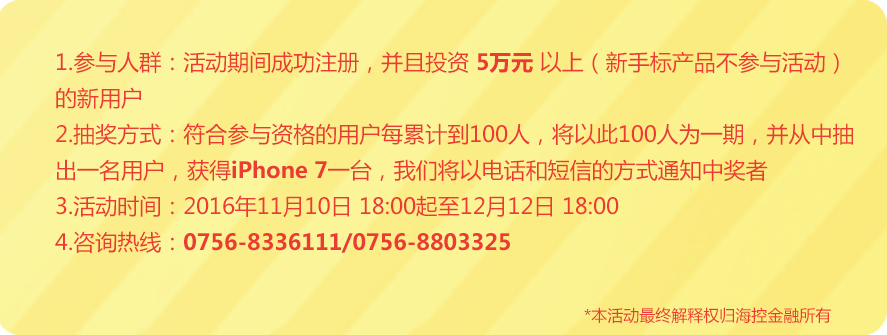 1.参与人群：活动期间成功注册，并且投资 5万元 以上（新手标产品不参与活动）
的新用户
2.抽奖方式：符合参与资格的用户每累计到100人，将以此100人为一期，并从中抽
出一名用户，获得iPhone 7一台，我们将以电话和短信的方式通知中奖者
3.活动时间：2016年11月10日 18:00起至12月12日 18:00
4.咨询热线：0756-8336111/0756-8803325
*本活动最终解释权归海控金融所有